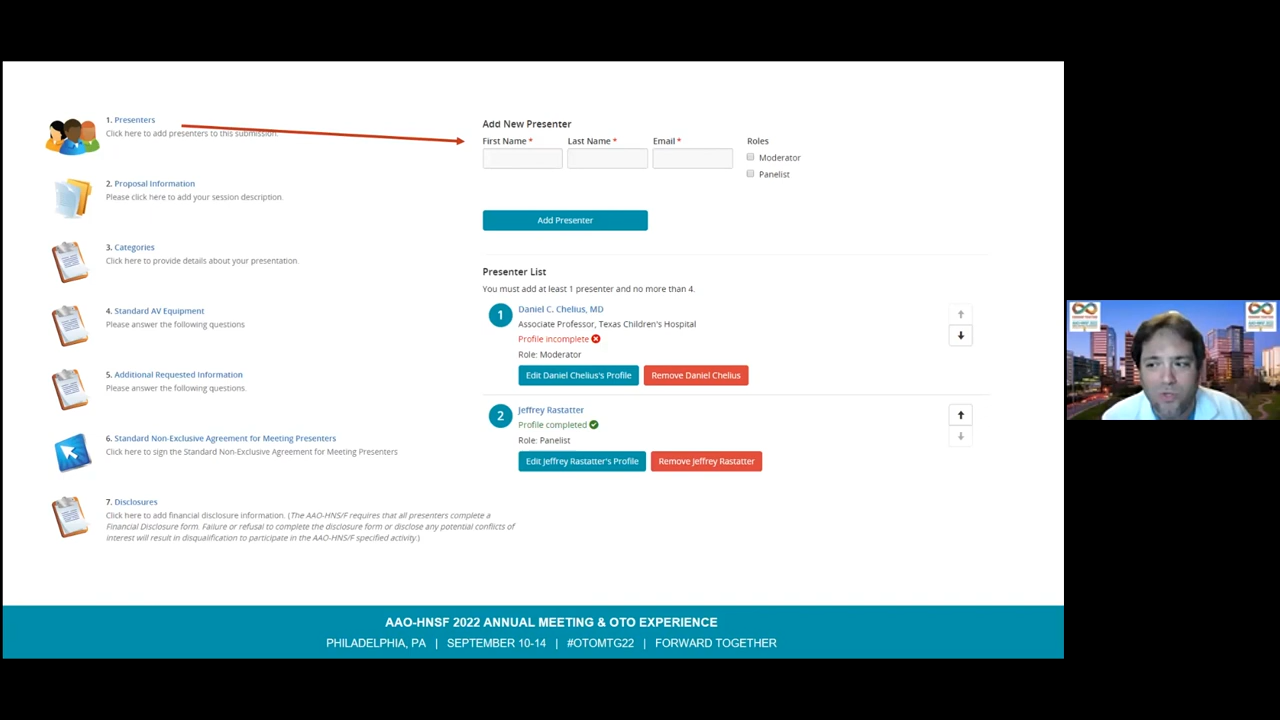 1. Presenters
Click here to add presenters to this submission.
2. Proposal Information
Please click here to add your session description.
3. Categories
Click here to provide details about your presentation.
4. Standard AV Equipment
Please answer the following questions
5. Additional Requested Information
Please answer the following questions.
6. Standard Non-Exclusive Agreement for Meeting Presenters
Click here to sign the Standard Non-Exclusive Agreement for Meeting Presenters
7. Disclosures
Click here to add financial disclosure information. (The AAO-HNS/F requires that all presenters complete a
Financial Disclosure form. Failure or refusal to complete the disclosure form or disclose any potential conflicts of
interest will result in disqualification to participate in the AAO-HNS/F specified activity.)
Add New Presenter
First Name * Last Name * Email * Roles
Moderator
Panelist
Add Presenter
Presenter List
You must add at least 1 presenter and no more than 4.
1 Daniel C. Chelius, MD
Associate Professor, Texas Children's Hospital
Profile incomplete
Role: Moderator
Edit Daniel Chelius's Profile Remove Daniel Chelius
2 Jeffrey Rastatter
Profile completed
Role: Panelist
Edit Jeffrey Rastatter's Profile Remove Jeffrey Rastatter
AAO-HNSF 2022 ANNUAL MEETING & OTO EXPERIENCE
PHILADELPHIA, PA | SEPTEMBER 10-14 | #OTOMTG22 | FORWARD TOGETHER